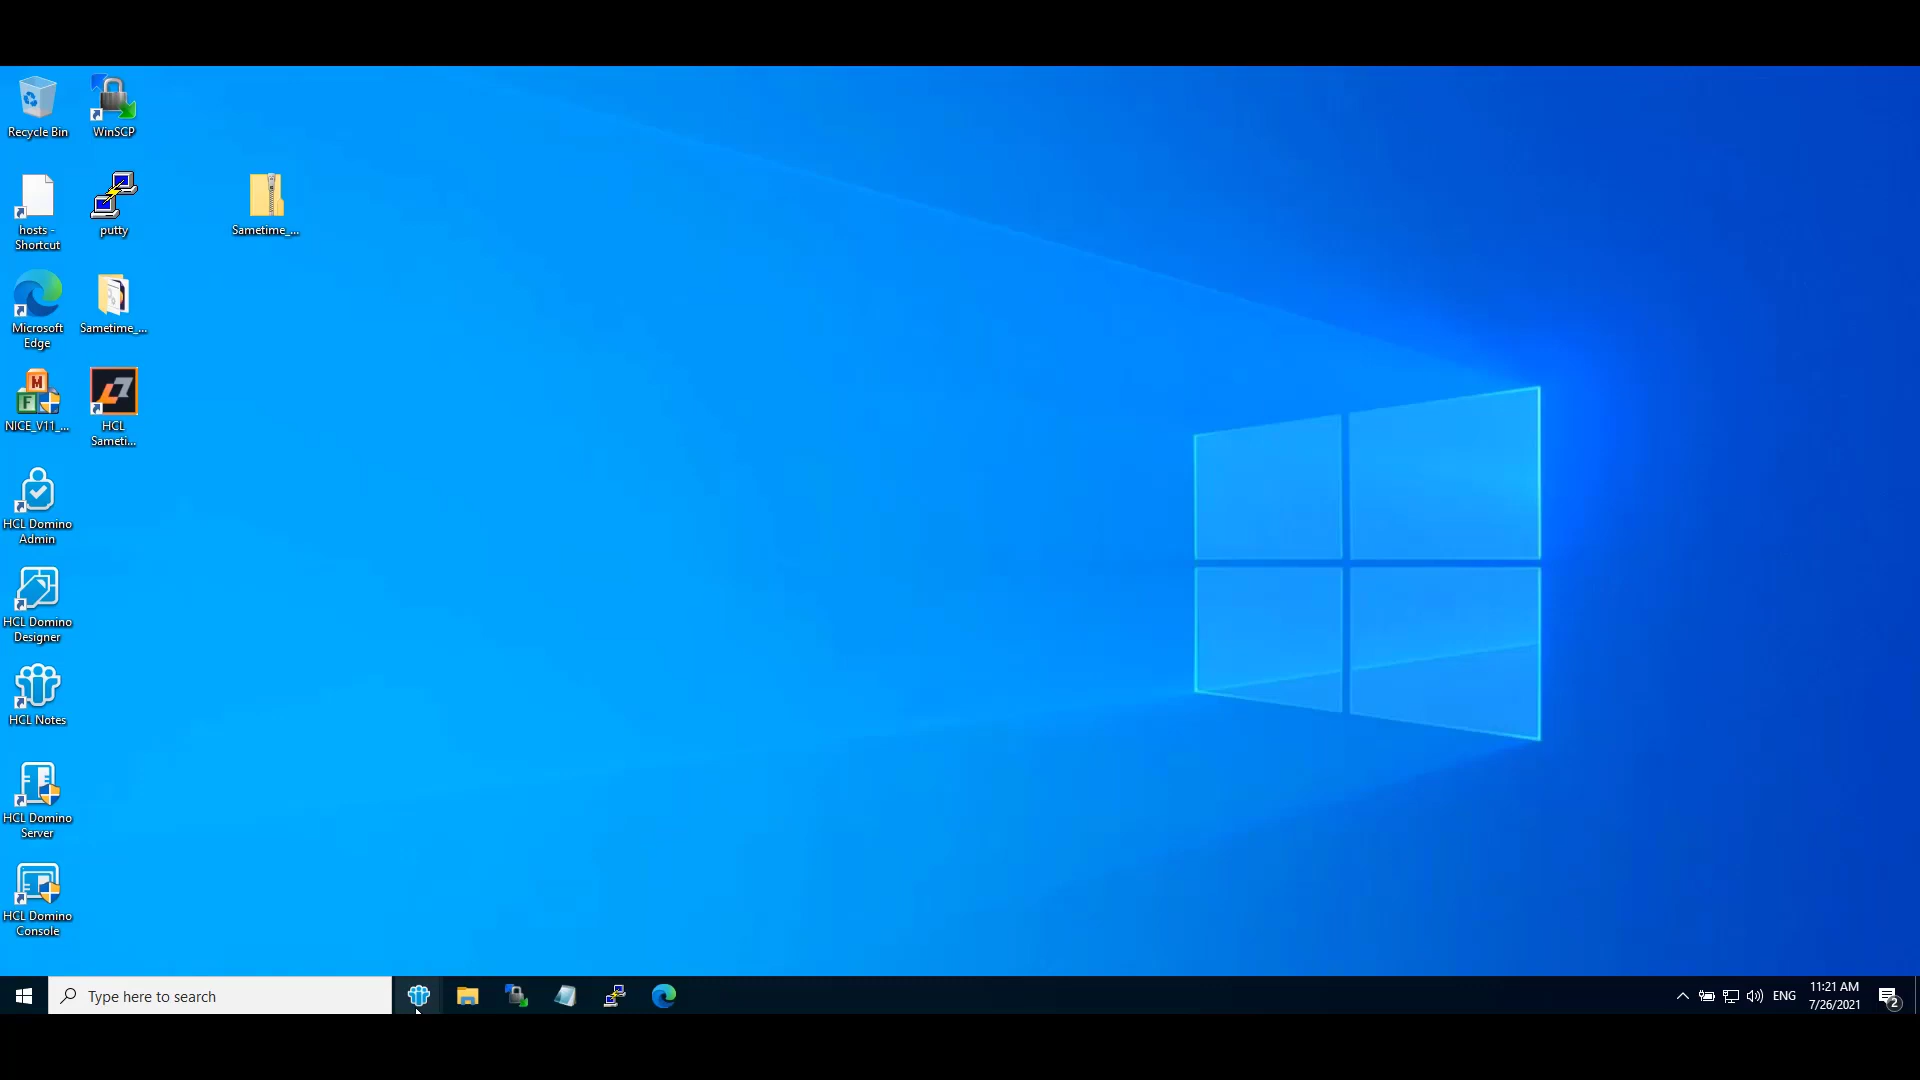 Recycle Bin
WinSCP
hosts -
Shortcut
putty
Sametime_...
Microsoft
Edge
Sametime_...
M
F
NICE_V11_...
HCL
Sameti...
HCL Domino
Admin
HCL Domino
Designer
HCL Notes
HCL Domino
Server
HCL Domino
Console
Type here to search
ENG
11:21 AM
7/26/2021
2